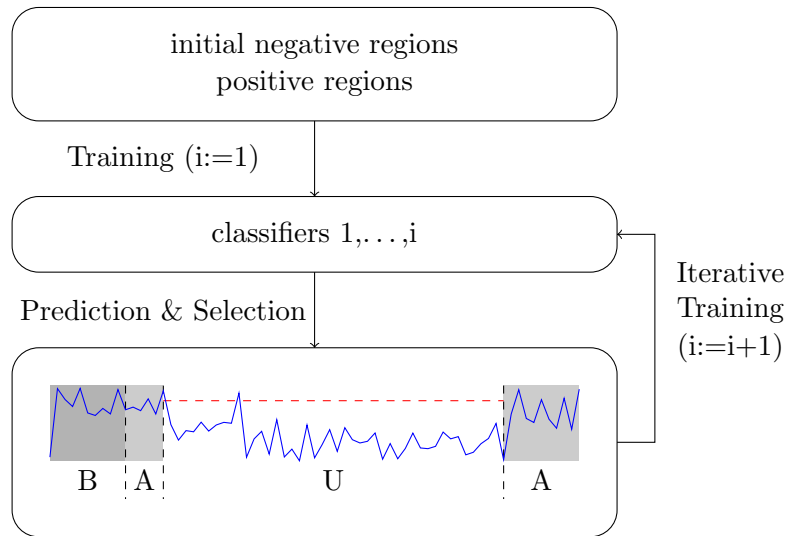 initial negative regions
positive regions
Training (i:=1)
classifiers 1,...,i
Prediction & Selection
Iterative
Training
(i:=i+1)
B A U A